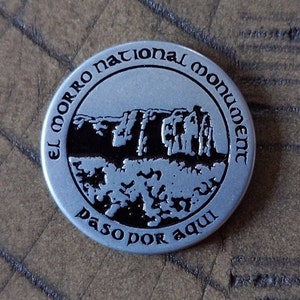 EL MORRO NATIONAL MONUMENT
PASO POR AQUI